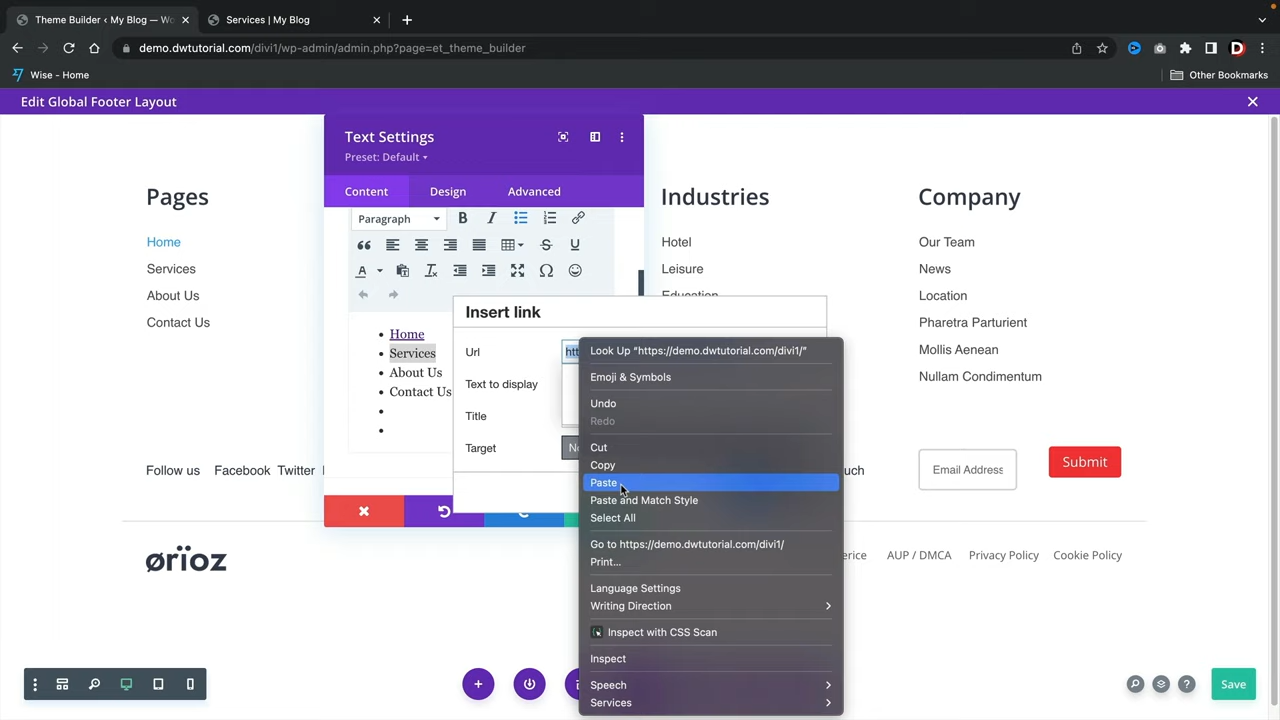 Theme Builder ‹ My Blog — Wo
Services | My Blog
demo.dwtutorial.com/divi1/wp-admin/admin.php?page=et_theme_builder
D
Wise - Home
Other Bookmarks
Edit Global Footer Layout
Text Settings
Preset: Default
Content
Design
Advanced
Paragraph
Home
Services
About Us
Contact Us
Insert link
Url
Text to display
Title
Target
Look Up “https://demo.dwtutorial.com/divi1/”
Emoji & Symbols
Undo
Redo
Cut
Copy
Paste
Paste and Match Style
Select All
Go to https://demo.dwtutorial.com/divi1/
Print...
Language Settings
Writing Direction
Inspect with CSS Scan
Inspect
Speech
Services
Pages
Home
Services
About Us
Contact Us
Industries
Hotel
Leisure
Education
Company
Our Team
News
Location
Pharetra Parturient
Mollis Aenean
Nullam Condimentum
Follow us Facebook Twitter
Email Address
Submit
ørïoz
AUP / DMCA Privacy Policy Cookie Policy
Save